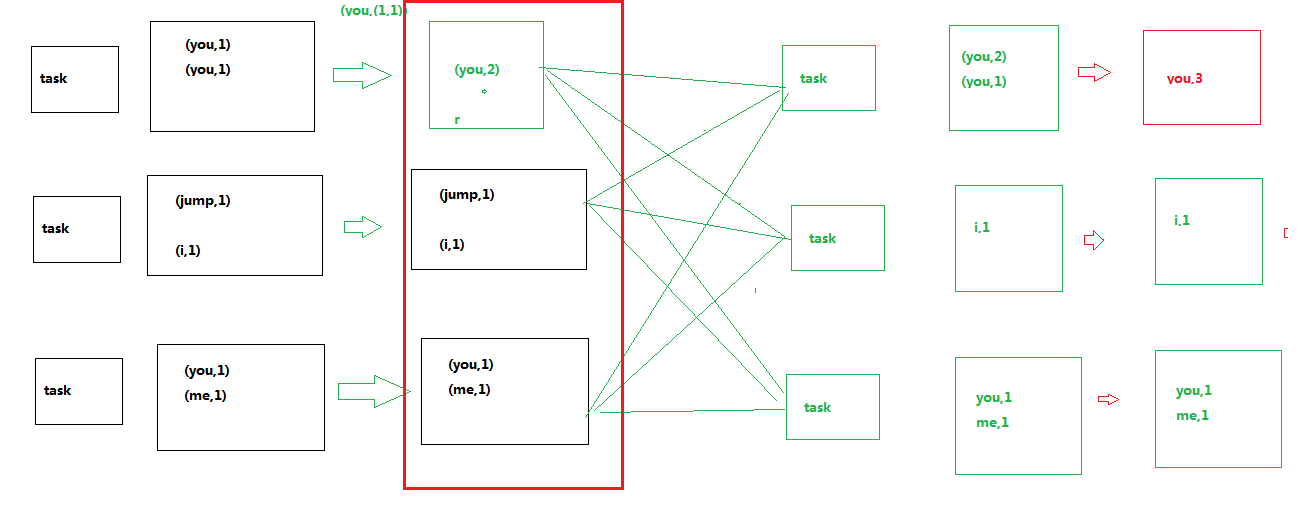 (you,(1,1))
task
(you,1)
(you,1)
(you,2)
r
task
(you,2)
(you,1)
you,3
task
(jump,1)
(i,1)
(jump,1)
(i,1)
task
i,1
i,1
task
(you,1)
(me,1)
(you,1)
(me,1)
task
you,1
me,1
you,1
me,1